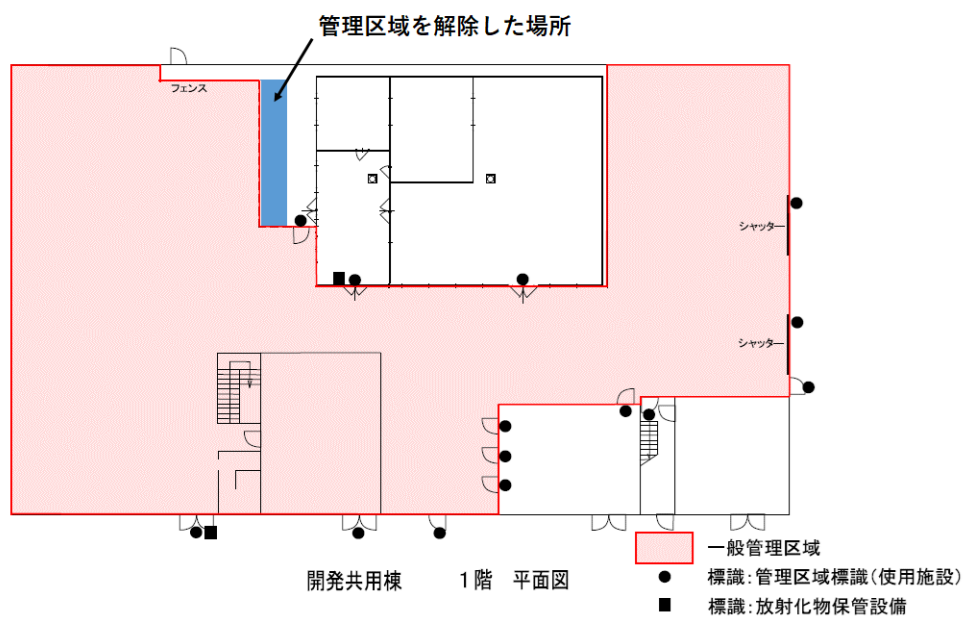 管理区域を解除した場所
フェンス
シャッター
シャッター
開発共用棟　1階　平面図
一般管理区域
標識：管理区域標識（使用施設）
標識：放射化物保管設備